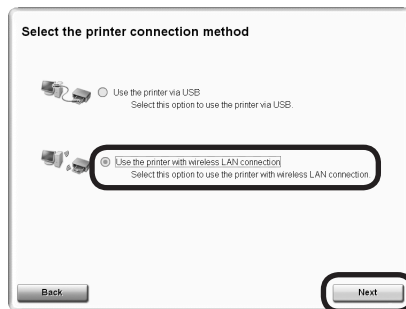 Select the printer connection method
Use the printer via USB
Select this option to use the printer via USB.
Use the printer with wireless LAN connection
Select this option to use the printer with wireless LAN connection.
Back
Next